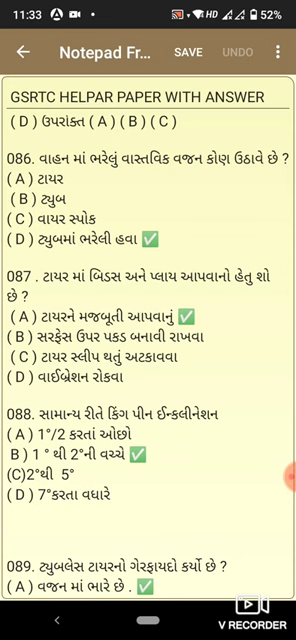 11:33 HD 52%
Notepad Fr... SAVE UNDO
GSRTC HELPAR PAPER WITH ANSWER
( D ) ઉપરાંક્ત ( A ) ( B ) ( C )
086. વાહન માં ભરેલું વાસ્તવિક વજન કોણ ઉઠાવે છે ?
( A ) ટાયર
( B ) ટ્યુબ
( C ) વાયર સ્પોક
( D ) ટ્યુબમાં ભરેલી હવા ✅
087 . ટાયર માં બિડસ અને પ્લાય આપવાનો હેતુ શો
છે ?
( A ) ટાયરને મજબૂતી આપવાનું ✅
( B ) સરફેસ ઉપર પકડ બનાવી રાખવા
( C ) ટાયર સ્લીપ થતું અટકાવવા
( D ) વાઈબ્રેશન રોકવા
088. સામાન્ય રીતે કિંગ પીન ઈન્કલીનેશન
( A ) 1°/2 કરતાં ઓછો
B ) 1 ° થી 2°ની વચ્ચે ✅
(C)2°થી 5°
( D ) 7°કરતા વધારે
089. ટ્યુબલેસ ટાયરનો ગેરફાયદો કર્યો છે ?
( A ) વજન માં ભારે છે . ✅
V RECORDER